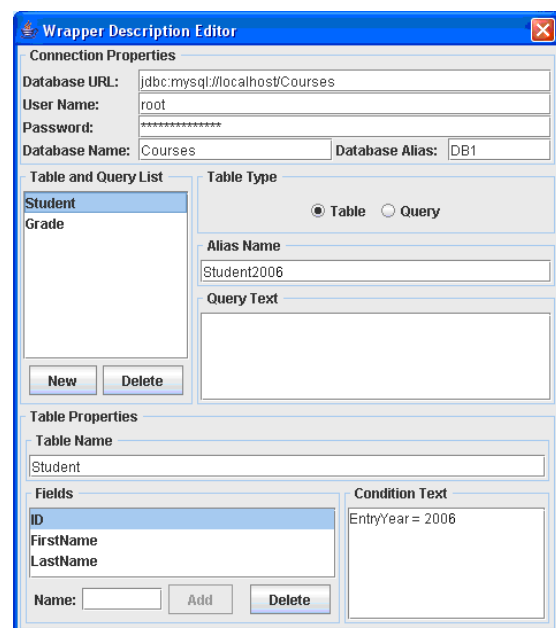 Wrapper Description Editor
Connection Properties
Database URL: jdbc:mysql://localhost/Courses
User Name: root
Password: **************
Database Name: Courses Database Alias: DB1
Table and Query List
Student
Grade
New Delete
Table Type
Table Query
Alias Name
Student2006
Query Text
Table Properties
Table Name
Student
Fields
ID
FirstName
LastName
Name: Add Delete
Condition Text
EntryYear = 2006